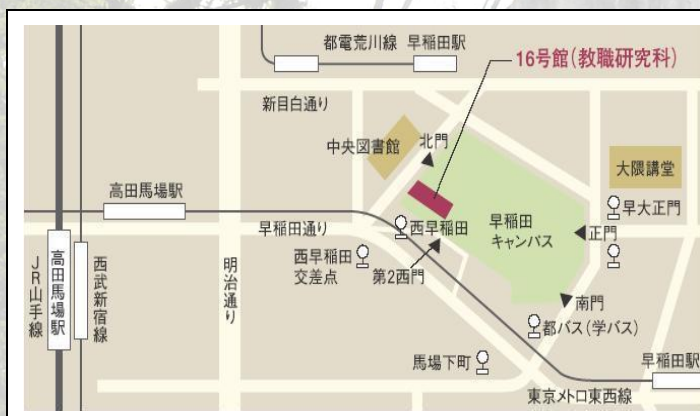 都電荒川線 早稲田駅
16号館(教職研究科)
新目白通り
中央図書館
北門
大隈講堂
高田馬場駅
早稲田通り
西早稲田
早稲田
キャンパス
早大正門
正門
西早稲田
交差点
第2西門
JR山手線
高田馬場駅
西武新宿線
明治通り
南門
都バス(学バス)
馬場下町
早稲田駅
東京メトロ東西線